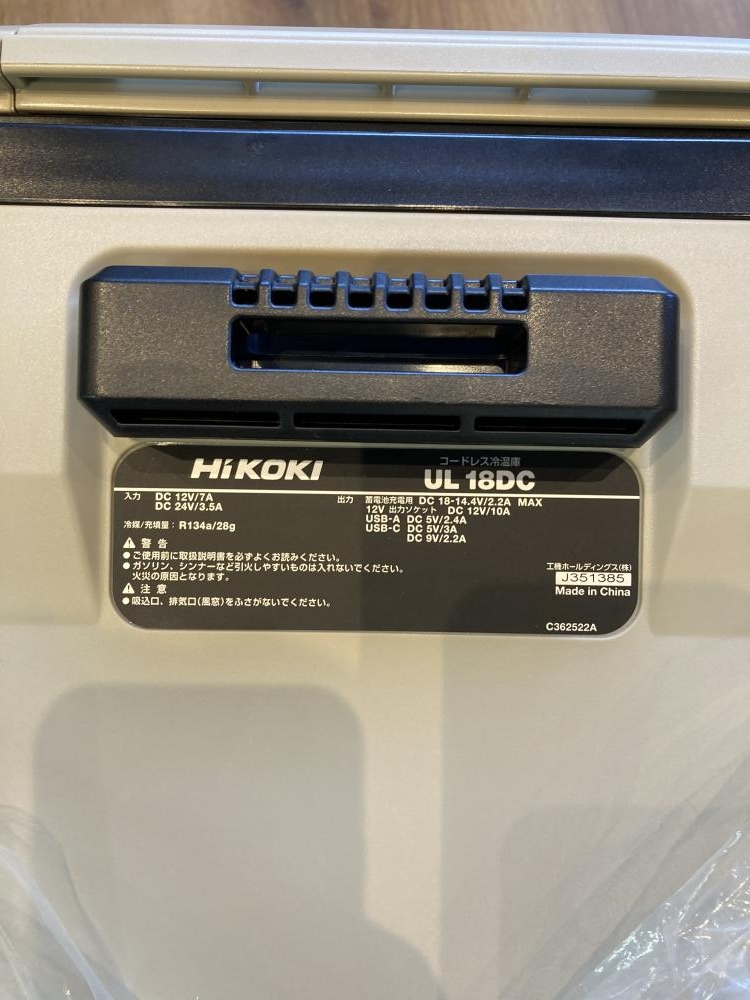 HiKOKI
コードレス冷温庫
UL 18DC
入力 DC 12V/7A
DC 24V/3.5A
出力 蓄電池充電用 DC 18-14.4V/2.2A MAX
12V 出力ソケット DC 12V/10A
USB-A DC 5V/2.4A
USB-C DC 5V/3A
DC 9V/2.2A
冷媒/充填量: R134a/28g
⚠ 警告
●ご使用前に取扱説明書を必ずよくお読みください。
●ガソリン、シンナーなど引火しやすいものは入れないでください。
火災の原因となります。
⚠ 注意
●吸込口、排気口(風窓)をふさがないでください。
工機ホールディングス(株)
J351385
Made in China
C362522A